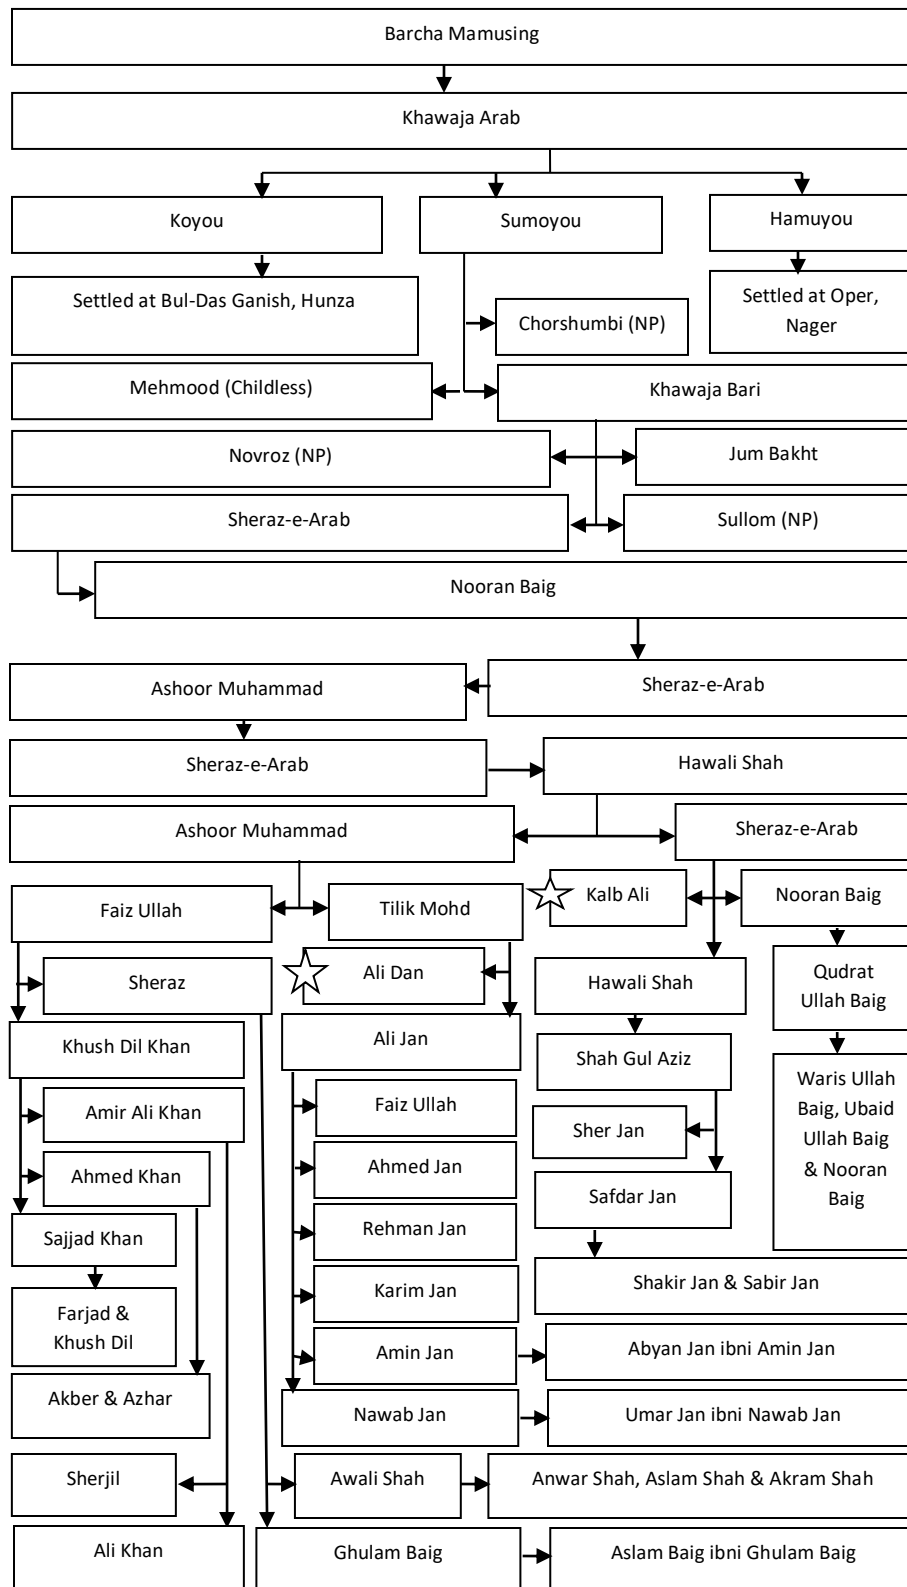 Barcha Mamusing
Khawaja Arab
Koyou
Sumoyou
Hamuyou
Settled at Bul-Das Ganish, Hunza
Settled at Oper,
Nager
Chorshumbi (NP)
Mehmood (Childless)
Khawaja Bari
Novroz (NP)
Jum Bakht
Sheraz-e-Arab
Sullom (NP)
Nooran Baig
Ashoor Muhammad
Sheraz-e-Arab
Sheraz-e-Arab
Hawali Shah
Ashoor Muhammad
Sheraz-e-Arab
Faiz Ullah
Tilik Mohd
Kalb Ali
Nooran Baig
Sheraz
Ali Dan
Hawali Shah
Qudrat
Ullah Baig
Khush Dil Khan
Ali Jan
Shah Gul Aziz
Waris Ullah
Baig, Ubaid
Ullah Baig
& Nooran
Baig
Amir Ali Khan
Faiz Ullah
Sher Jan
Ahmed Khan
Ahmed Jan
Safdar Jan
Sajjad Khan
Rehman Jan
Shakir Jan & Sabir Jan
Farjad &
Khush Dil
Karim Jan
Amin Jan
Abyan Jan ibni Amin Jan
Akber & Azhar
Nawab Jan
Umar Jan ibni Nawab Jan
Sherjil
Awali Shah
Anwar Shah, Aslam Shah & Akram Shah
Ali Khan
Ghulam Baig
Aslam Baig ibni Ghulam Baig